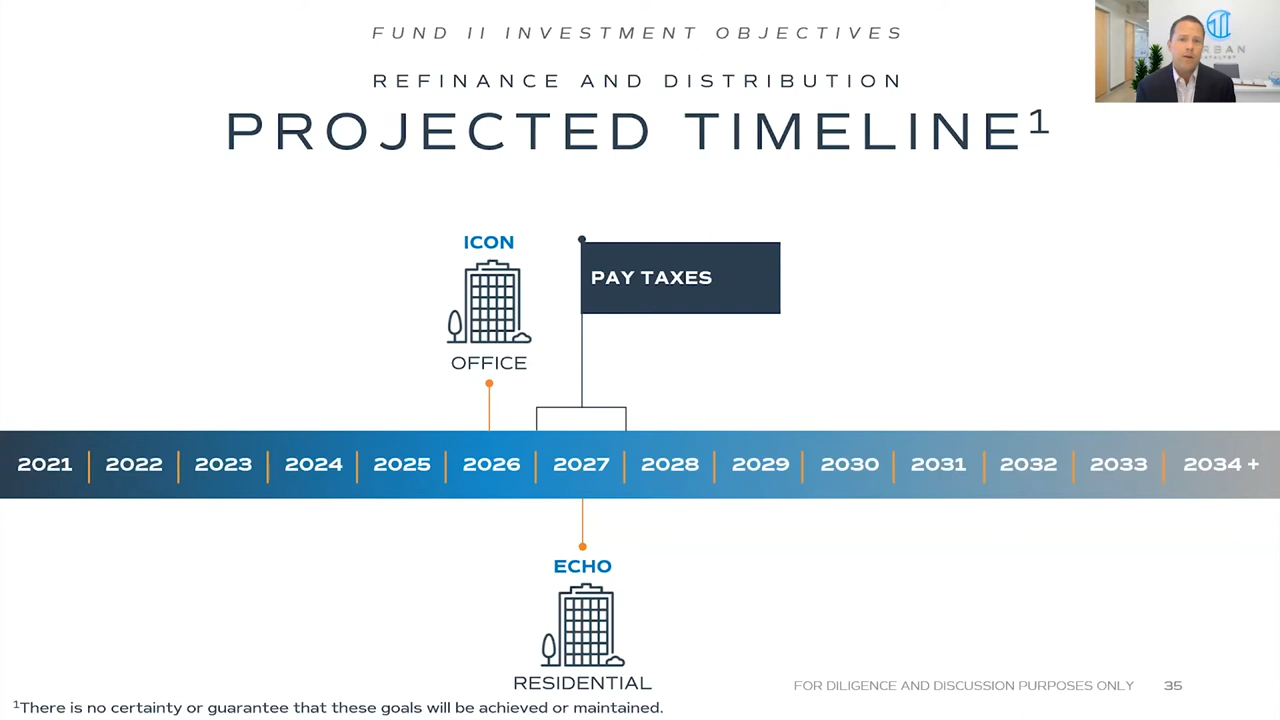 FUND II INVESTMENT OBJECTIVES
REFINANCE AND DISTRIBUTION
PROJECTED TIMELINE¹
ICON
OFFICE
PAY TAXES
2021 2022 2023 2024 2025 2026 2027 2028 2029 2030 2031 2032 2033 2034 +
ECHO
RESIDENTIAL
FOR DILIGENCE AND DISCUSSION PURPOSES ONLY 35
¹There is no certainty or guarantee that these goals will be achieved or maintained.